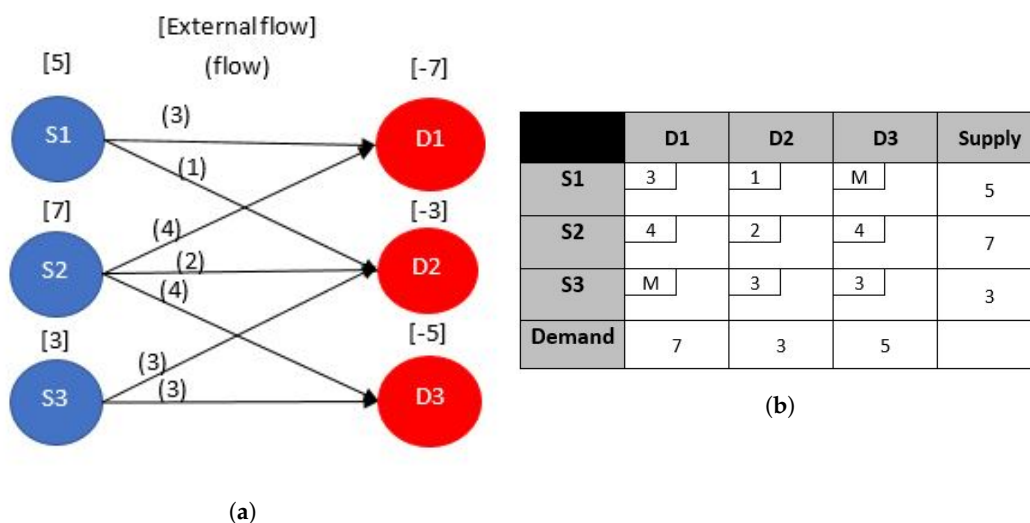 [External flow]
(flow)
[5]
[-7]
S1
(3)
D1
(1)
[7]
[-3]
(4)
S2
(2)
D2
(4)
[3]
[-5]
(3)
S3
(3)
D3
(a)
D1 D2 D3 Supply
S1 3 1 M 5
S2 4 2 4 7
S3 M 3 3 3
Demand 7 3 5
(b)